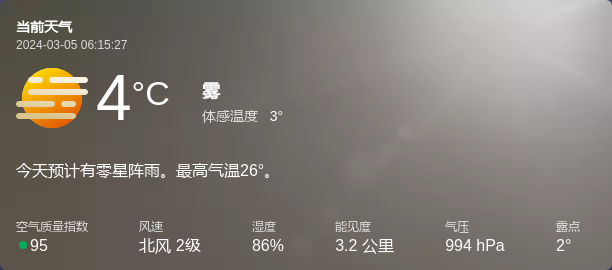 当前天气
2024-03-05 06:15:27
4°C
雾
体感温度 3°
今天预计有零星阵雨。最高气温26°。
空气质量指数 风速 湿度 能见度 气压 露点
95 北风 2级 86% 3.2 公里 994 hPa 2°